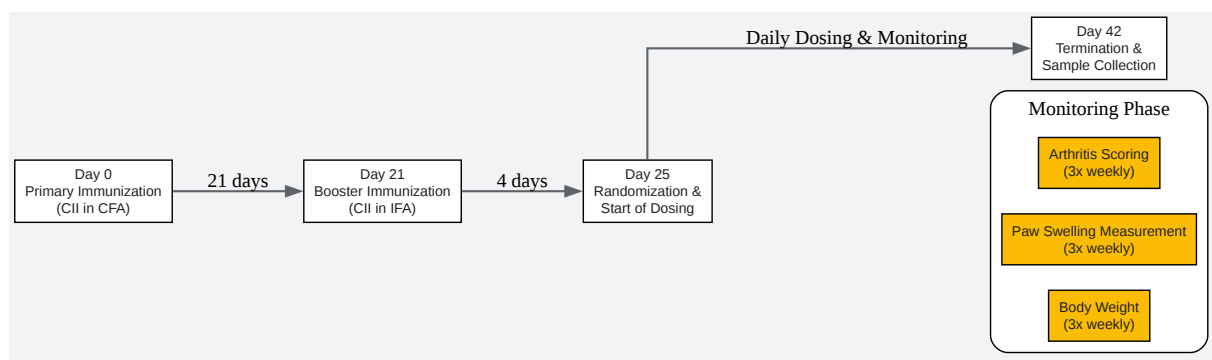 Day 0
Primary Immunization
(CII in CFA)
21 days
Day 21
Booster Immunization
(CII in IFA)
4 days
Day 25
Randomization &
Start of Dosing
Daily Dosing & Monitoring
Day 42
Termination &
Sample Collection
Monitoring Phase
Arthritis Scoring
(3x weekly)
Paw Swelling Measurement
(3x weekly)
Body Weight
(3x weekly)